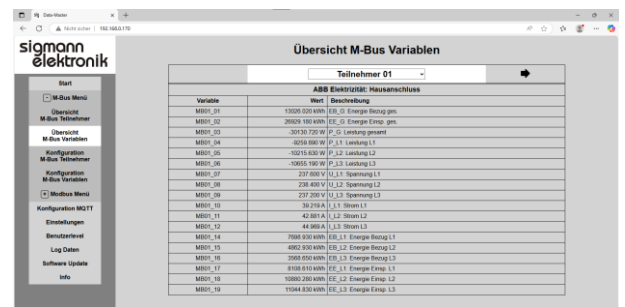 Data-Master
Nicht sicher | 192.168.0.170
sigmann
elektronik
Start
- M-Bus Menü
Übersicht
M-Bus Teilnehmer
Übersicht
M-Bus Variablen
Konfiguration
M-Bus Teilnehmer
Konfiguration
M-Bus Variablen
+ Modbus Menü
Konfiguration MQTT
Einstellungen
Benutzerlevel
Log Daten
Software Update
Info
Übersicht M-Bus Variablen
Teilnehmer 01
ABB Elektrizität: Hausanschluss
Variable Wert Beschreibung
MB01_01 13026.020 kWh EB_G: Energie Bezug ges.
MB01_02 26929.160 kWh EE_G: Energie Einsp. ges.
MB01_03 -30130.720 W P_G: Leistung gesamt
MB01_04 -9259.890 W P_L1: Leistung L1
MB01_05 -10215.630 W P_L2: Leistung L2
MB01_06 -10655.190 W P_L3: Leistung L3
MB01_07 237.600 V U_L1: Spannung L1
MB01_08 238.400 V U_L2: Spannung L2
MB01_09 237.200 V U_L3: Spannung L3
MB01_10 39.219 A I_L1: Strom L1
MB01_11 42.881 A I_L2: Strom L2
MB01_12 44.969 A I_L3: Strom L3
MB01_14 7698.930 kWh EB_L1: Energie Bezug L1
MB01_15 4962.930 kWh EB_L2: Energie Bezug L2
MB01_16 3568.650 kWh EB_L3: Energie Bezug L3
MB01_17 8108.610 kWh EE_L1: Energie Einsp. L1
MB01_18 10880.280 kWh EE_L2: Energie Einsp. L2
MB01_19 11044.830 kWh EE_L3: Energie Einsp. L3